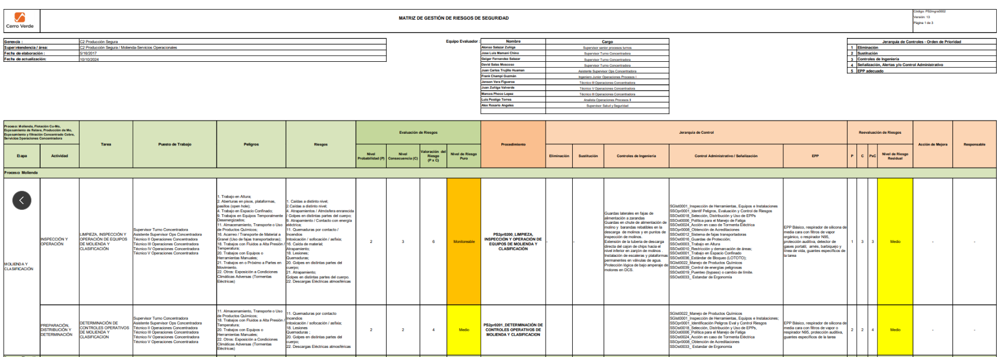 Cerro Verde
MATRIZ DE GESTIÓN DE RIESGOS DE SEGURIDAD
Código: PS2mgrs0002
Versión: 13
Página 1 de 3
Gerencia : C2 Producción Segura
Superintendencia / área: C2 Producción Segura / Molienda-Servicios Operacionales
Fecha de elaboración : 5/16/2017
Fecha de actualización: 10/10/2024
Equipo Evaluador : Nombre Cargo
Alonso Salazar Zuñiga Supervisor senior procesos turnos
Jose Luis Mamani Chino Supervisor Turno Concentradora
Geiger Fernandez Salazar Supervisor Turno Concentradora
David Salas Moscoso Supervisor Turno Concentradora
Juan Carlos Trujillo Huaman Asistente Supervisor Ops Concentradora
Frank Champi Guzmán Ingeniero Junior Operaciones Procesos I
Jenson Vera Figueroa Técnico III Operaciones Concentradora
Juan Zuñiga Valverde Técnico V Operaciones Concentradora
Marcos Phoco Lopez Técnico III Operaciones Concentradora
Luis Postigo Torres Analista Operaciones Procesos II
Alex Rosario Angeles Supervisor Salud y Seguridad
Jerarquía de Controles - Orden de Prioridad
1 Eliminación
2 Sustitución
3 Controles de Ingeniería
4 Señalización, Alertas y/o Control Administrativo
5 EPP adecuado
Proceso: Molienda, Flotación Cu-Mo,
Espesamiento de Relave, Producción de Mo,
Espesamiento y filtración Concentrado Cobre,
Servicios Operaciones Concentradora
Etapa
Actividad
Tarea
Puesto de Trabajo
Peligros
Riesgos
Evaluación de Riesgos
Nivel
Probabilidad (P)
Nivel
Consecuencia (C)
Valoración del
Riesgo
(P x C)
Nivel de Riesgo
Puro
Procedimiento
Jerarquía de Control
Eliminación
Sustitución
Controles de Ingeniería
Control Administrativo / Señalización
EPP
Reevaluación de Riesgos
P
C
PxC
Nivel de Riesgo
Residual
Acción de Mejora
Responsable
Proceso: Molienda
MOLIENDA Y
CLASIFICACIÓN
INSPECCIÓN Y
OPERACIÓN
LIMPIEZA, INSPECCIÓN Y
OPERACIÓN DE EQUIPOS
DE MOLIENDA Y
CLASIFICACIÓN
Supervisor Turno Concentradora
Asistente Supervisor Ops Concentradora
Técnico II Operaciones Concentradora
Técnico III Operaciones Concentradora
Técnico IV Operaciones Concentradora
Técnico V Operaciones Concentradora
1. Trabajo en Altura;
2. Aberturas en pisos, plataformas,
pasillos (open hole);
4. Trabajo en Espacio Confinado;
9. Trabajos en Equipos Temporalmente
Desenergizados;
11. Almacenamiento, Transporte o Uso
de Productos Químicos;
16. Acarreo / Transporte de Material a
Granel (Uso de fajas transportadoras);
18. Trabajos con Fluidos a Alta Presión /
Temperatura;
20. Trabajos con Equipos o
Herramientas Manuales;
21. Trabajos en o Próximo a Partes en
Movimiento.
22. Otros: Exposición a Condiciones
Climáticas Adversas (Tormentas
Eléctricas)
1. Caídas a distinto nivel;
2.Caídas a distinto nivel;
4. Atrapamientos / Atmósfera enrarecida
/ Golpes en distintas partes del cuerpo;
9. Atrapamiento / Contacto con energía
eléctrica;
11. Quemaduras por contacto /
Incendios
Intoxicación / sofocación / asfixia;
16. Caída de material;
Atrapamiento;
18. Lesiones;
Quemaduras;
20. Golpes en distintas partes del
cuerpo;
21. Atrapamiento;
Golpes en distintas partes del cuerpo.
22. Descargas Eléctricas atmosféricas
2
3
6
Monitoreable
PS2pr0200_LIMPIEZA,
INSPECCIÓN Y OPERACIÓN DE
EQUIPOS DE MOLIENDA Y
CLASIFICACIÓN
-
-
Guardas laterales en fajas de
alimentación a zarandas
Guardas en chute de alimentación de
molino y barandas rebatibles en la
descarga de molinos y en puntos de
inspección de molinos.
Extensión de la tubería de descarga
directa del cajon de chips hacia el
nivel inferior en zanjón de molinos .
Instalación de escaleras y plataformas
permanentes en válvulas de agua.
Protección lógica de bajo amperaje de
motores en DCS.
SGIst0001_Inspección de Herramientas, Equipos e Instalaciones
SSOpr0001_Identif Peligros, Evaluación y Control de Riesgos
SSOst0018_Selección, Distribución y Uso de EPPs
SSOot0006_Política para el Manejo de Fatiga
SSOst0024_Acción en caso de Tormenta Eléctrica
SSOpr0008_Obtención de Acreditaciones
SSOst0012_Sistema de fajas transportadoras
SSOst0016_Guardas de Protección;
SSOst0003_Trabajo en Altura
SSOst0010_Restricción y demarcación de áreas;
SSOst0001_Trabajo en Espacio Confinado
SSOst0036_Estándar de Bloqueo (LOTOTO);
SGIst0022_Manejo de Productos Químicos
SSOst0039_Control de energías peligrosas
SSOst0019_Puenteo (bypass) o cambio de límite.
SSOst0033_ Estandar de Ergonomía
EPP Básico, respirador de silicona de
media cara con filtros de vapor
orgánico, o respirador N95,
protección auditiva, detector de
gases portatil, arnés, barbiquejo y
línea de vida, guantes específicos de
la tarea
1
3
3
Medio
-
-
PREPARACIÓN,
DISTRIBUCIÓN Y
DETERMINACIÓN
DETERMINACIÓN DE
CONTROLES OPERATIVOS
DE MOLIENDA Y
CLASIFICACION
Supervisor Turno Concentradora
Asistente Supervisor Ops Concentradora
Técnico II Operaciones Concentradora
Técnico III Operaciones Concentradora
Técnico IV Operaciones Concentradora
Técnico V Operaciones Concentradora
11. Almacenamiento, Transporte o Uso
de Productos Químicos;
18. Trabajos con Fluidos a Alta Presión /
Temperatura;
20. Trabajos con Equipos o
Herramientas Manuales;
22. Otros: Exposición a Condiciones
Climáticas Adversas (Tormentas
Eléctricas)
11. Quemaduras por contacto
Incendios
Intoxicación / sofocación / asfixia;
18. Lesiones
Quemaduras ;
20. Golpes en distintas partes del
cuerpo;
22. Descargas Eléctricas atmosféricas
2
2
4
Medio
PS2pr0201_DETERMINACIÓN DE
CONTROLES OPERATIVOS DE
MOLIENDA Y CLASIFICACION
SGIst0022_Manejo de Productos Químicos
SGIst0001_Inspección de Herramientas, Equipos e Instalaciones;
SSOpr0001_Identificación Peligros Eval y Control Riesgos
SSOst0018_Selección, Distribución y Uso de EPPs,
SSOot0006_Política para el Manejo de Fatiga
SSOst0024_Acción en caso de Tormenta Eléctrica
SSOpr0008_Obtención de Acreditaciones
SSOst0033_ Estandar de Ergonomía
EPP Básico, respirador de silicona de
media cara con filtros de vapor o
respirador N95, protección auditiva,
guantes específicos de la tarea
2
2
4
Medio
-
-